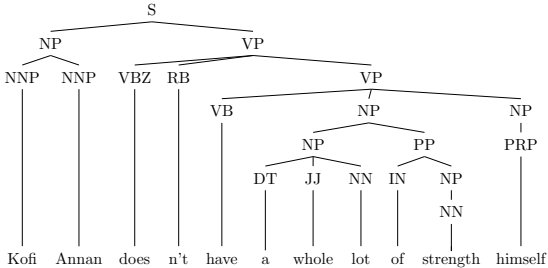 S
NP VP
NNP NNP VBZ RB VP
VB NP NP
NP PP PRP
DT JJ NN IN NP
NN
Kofi Annan does n't have a whole lot of strength himself